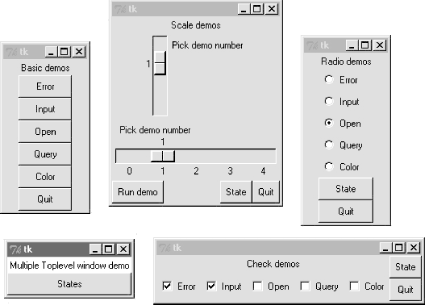 tk
Basic demos
Error
Input
Open
Query
Color
Quit
tk
Scale demos
Pick demo number
1
Pick demo number
1
0 1 2 3 4
Run demo State Quit
tk
Radio demos
Error
Input
Open
Query
Color
State
Quit
tk
Multiple Toplevel window demo
States
tk
Check demos
State
Error Input Open Query Color
Quit